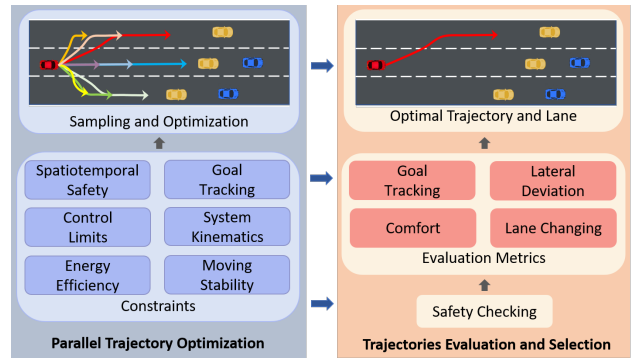 Sampling and Optimization
Spatiotemporal
Safety
Goal
Tracking
Control
Limits
System
Kinematics
Energy
Efficiency
Moving
Stability
Constraints
Parallel Trajectory Optimization
Optimal Trajectory and Lane
Goal
Tracking
Lateral
Deviation
Comfort
Lane Changing
Evaluation Metrics
Safety Checking
Trajectories Evaluation and Selection